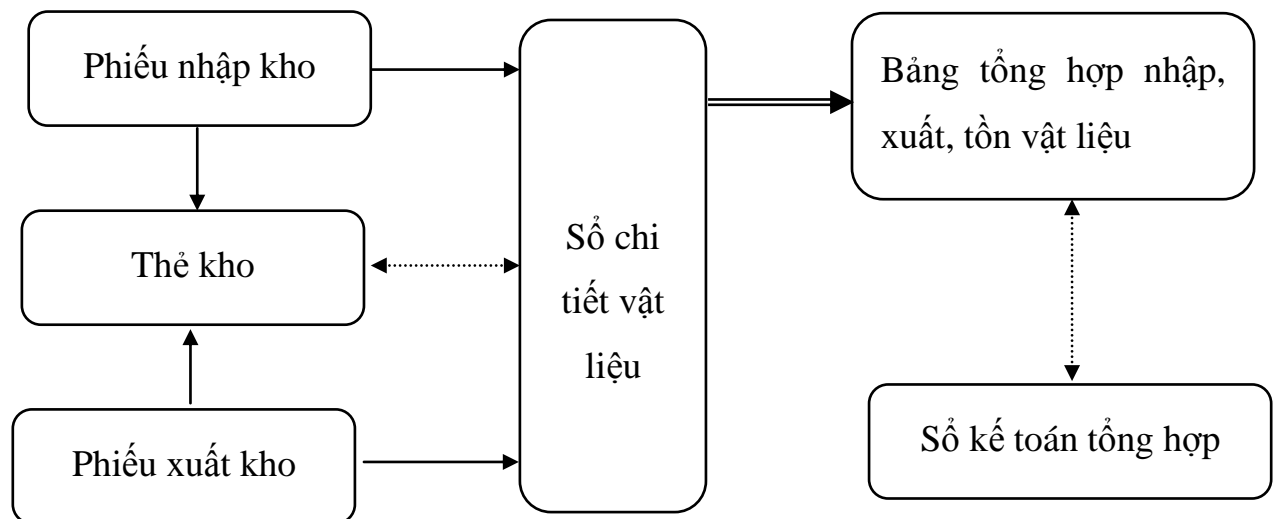 Phiếu nhập kho
Thẻ kho
Phiếu xuất kho
Sổ chi
tiết vật
liệu
Bảng tổng hợp nhập,
xuất, tồn vật liệu
Sổ kế toán tổng hợp